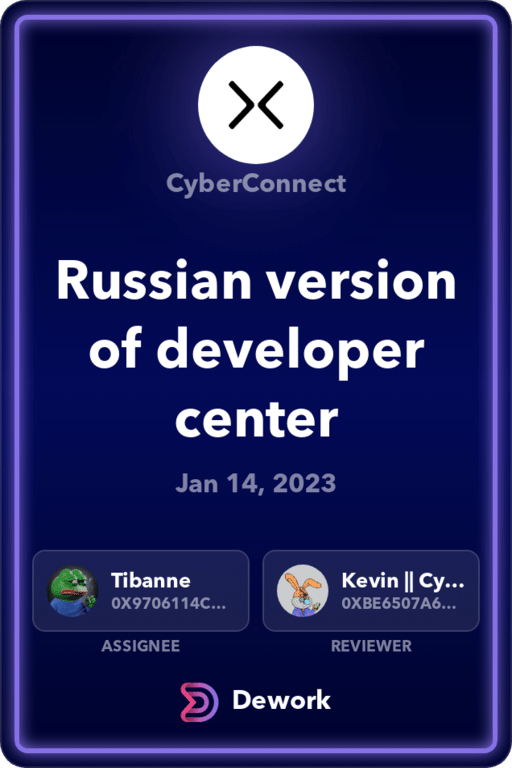 CyberConnect
Russian version
of developer
center
Jan 14, 2023
Tibanne
0X9706114C...
ASSIGNEE
Kevin || Cy...
0XBE6507A6...
REVIEWER
Dework